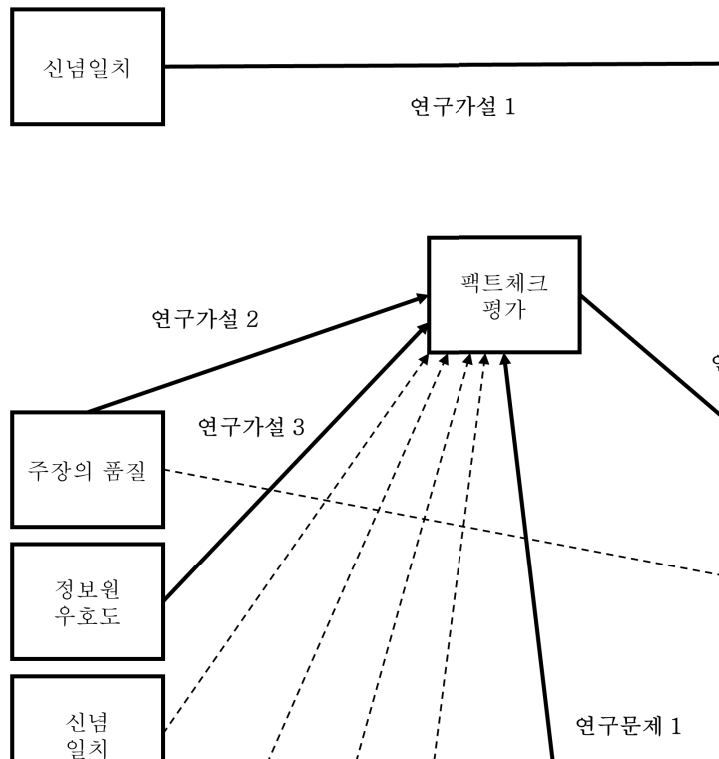 신념일치
연구가설 1
팩트체크
평가
연구가설 2
연구가설 3
주장의 품질
정보원
우호도
신념
일치
연구문제 1